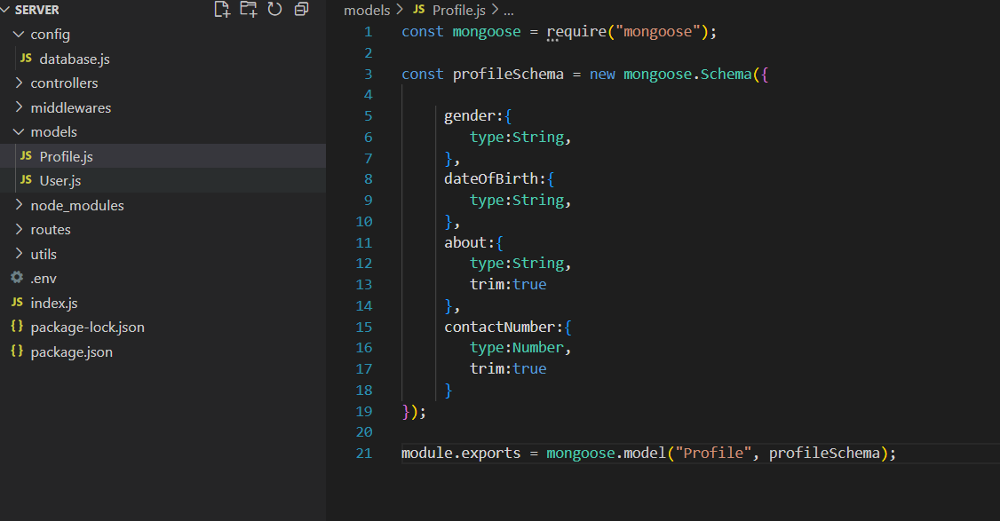 SERVER
config
JS database.js
controllers
middlewares
models
JS Profile.js
JS User.js
node_modules
routes
utils
.env
JS index.js
{} package-lock.json
{} package.json
models > JS Profile.js > ...
1 const mongoose = require("mongoose");
2
3 const profileSchema = new mongoose.Schema({
4
5 gender:{
6 type:String,
7 },
8 dateOfBirth:{
9 type:String,
10 },
11 about:{
12 type:String,
13 trim:true
14 },
15 contactNumber:{
16 type:Number,
17 trim:true
18 }
19 });
20
21 module.exports = mongoose.model("Profile", profileSchema);